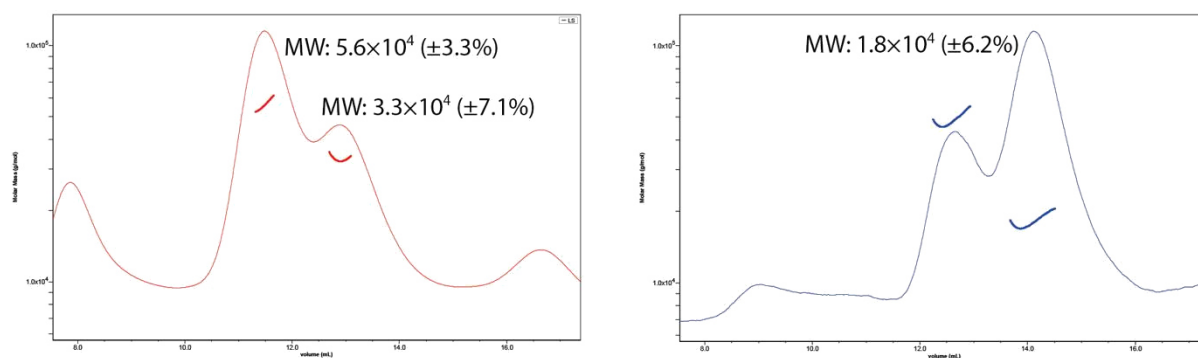 LS
MW: 5.6×10⁴ (±3.3%)
MW: 3.3×10⁴ (±7.1%)
1.0x10⁵
1.0x10⁴
Molar Mass (g/mol)
8.0 10.0 12.0 14.0 16.0
volume (mL)
MW: 1.8×10⁴ (±6.2%)
1.0x10⁵
1.0x10⁴
Molar Mass (g/mol)
8.0 10.0 12.0 14.0 16.0
volume (mL)